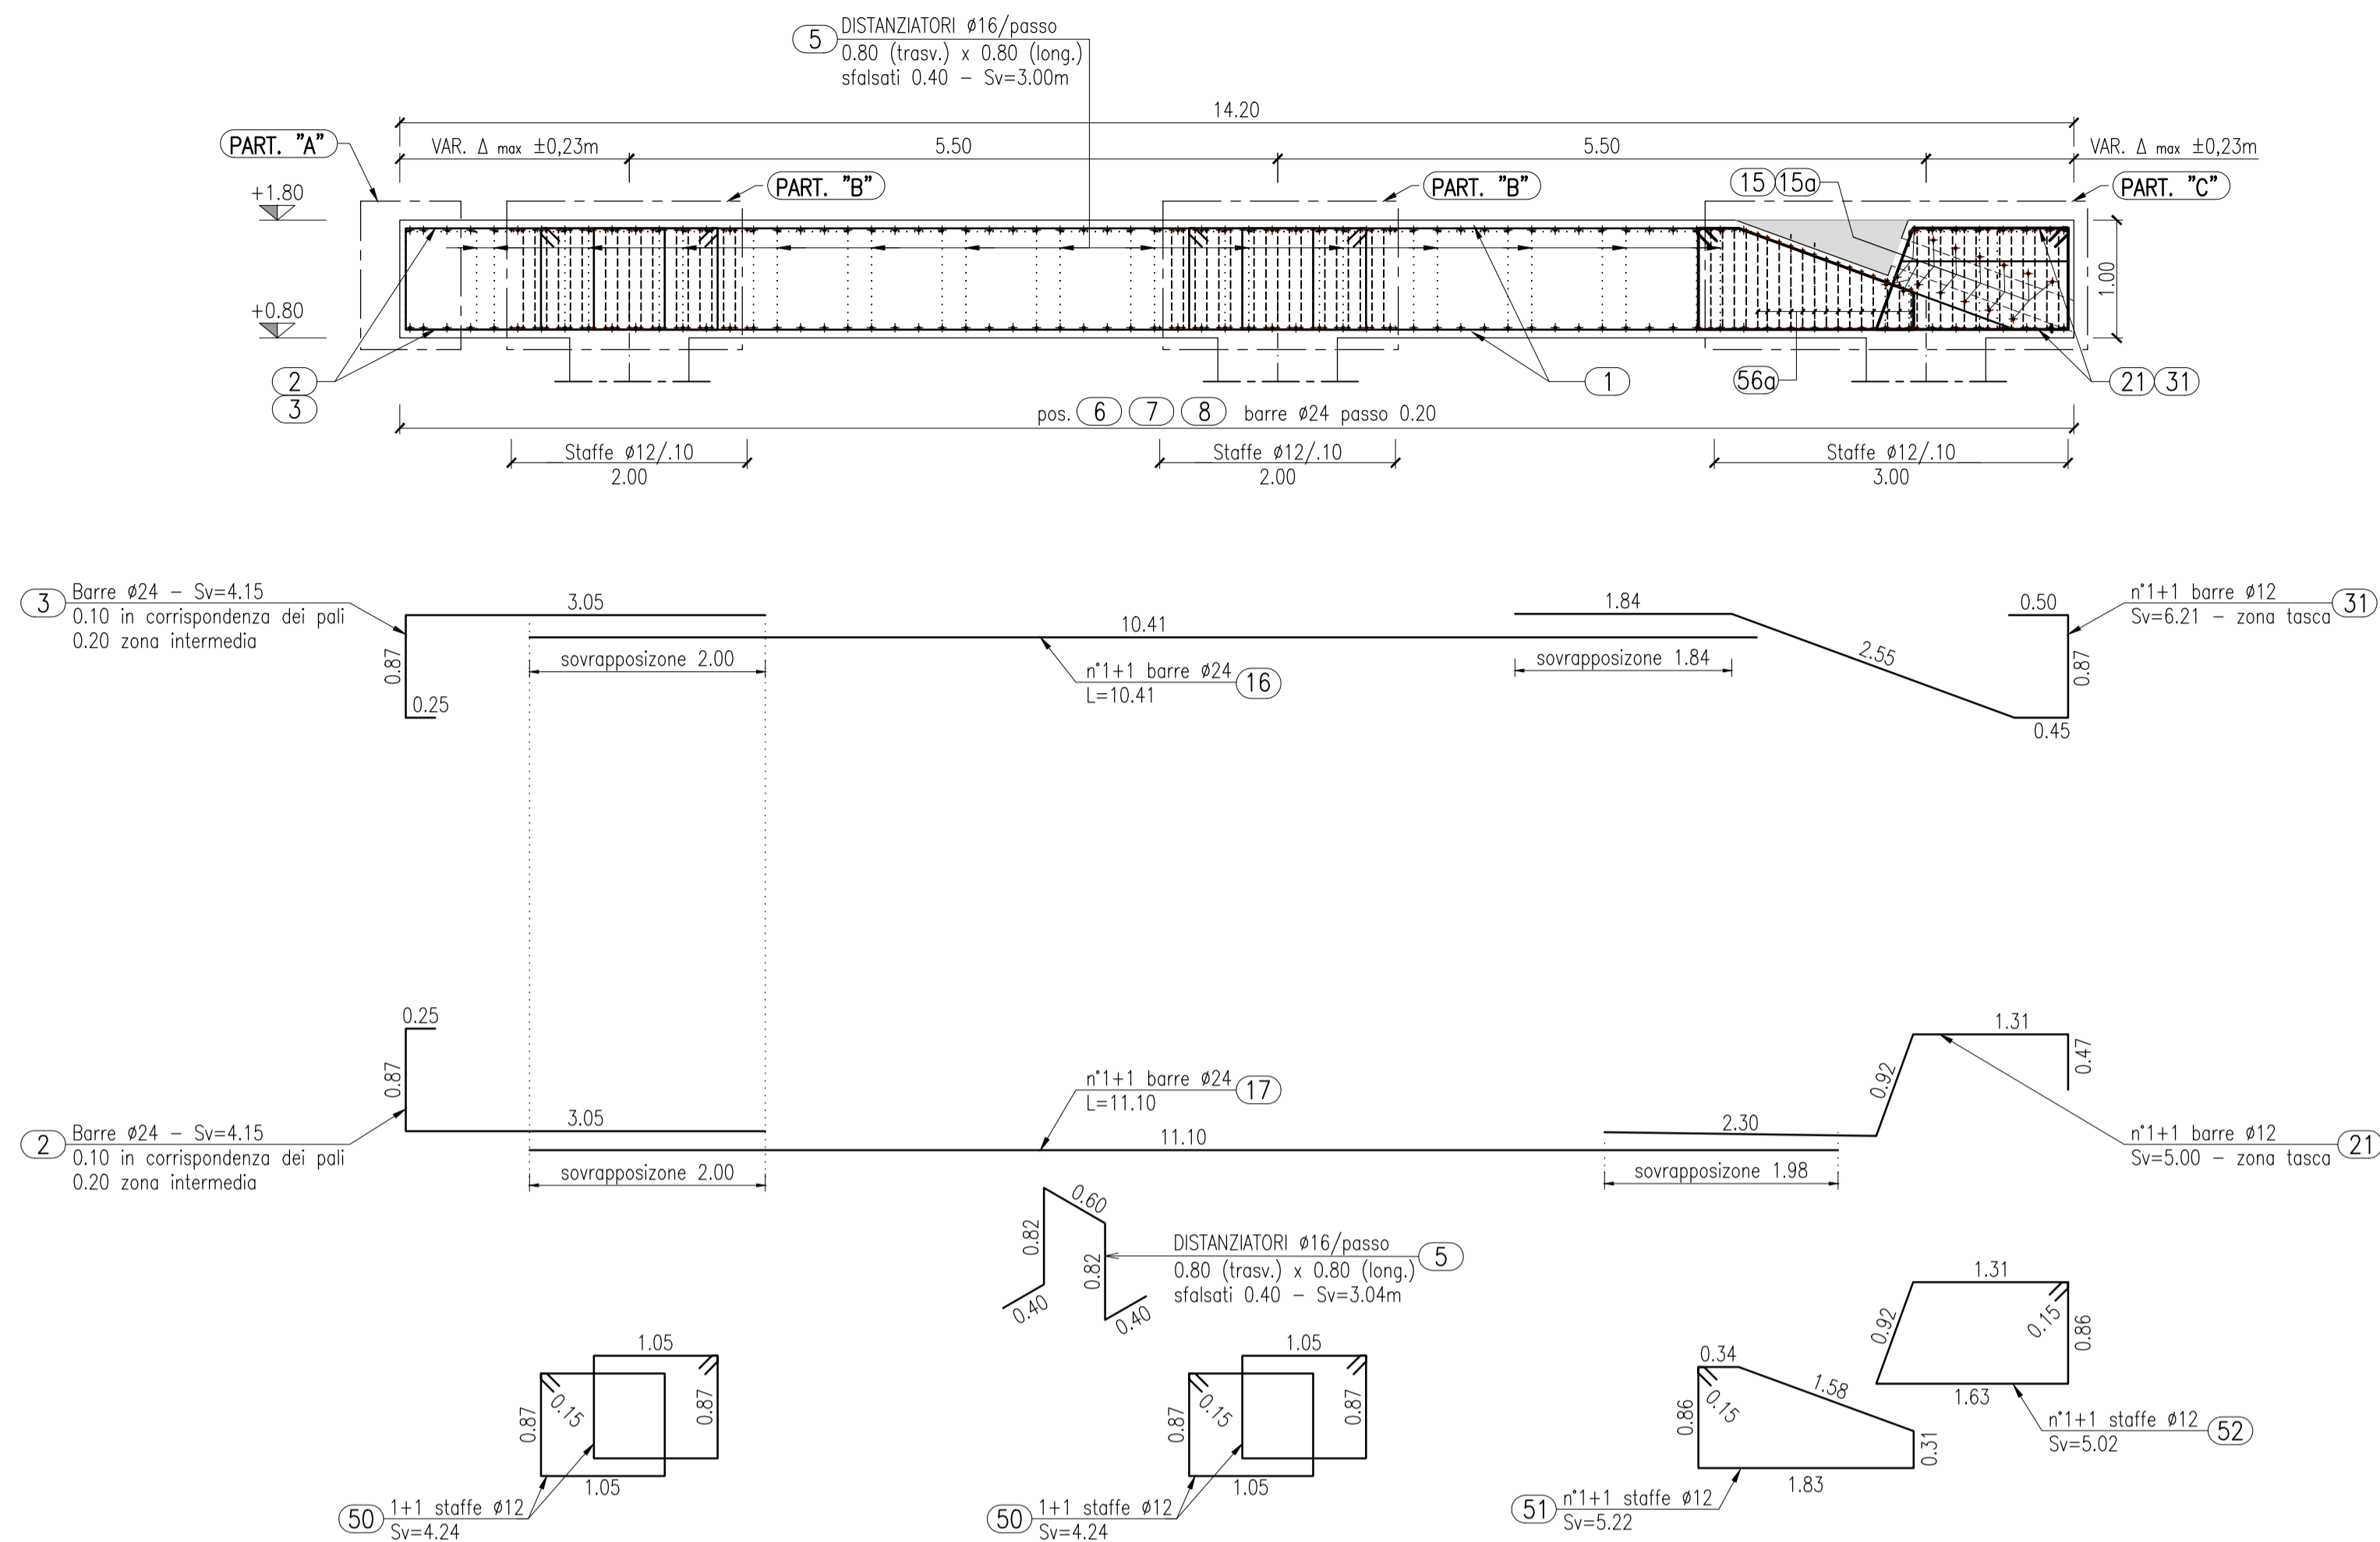 5
DISTANZIATORI ø16/passo
0.80 (trasv.) x 0.80 (long.)
sfalsati 0.40 – Sv=3.00m
14.20
PART. "A"
VAR. Δ max ±0,23m
5.50
5.50
VAR. Δ max ±0,23m
+1.80
PART. "B"
PART. "B"
15
15a
PART. "C"
+0.80
1.00
2
3
1
56a
21
31
pos. 6 7 8 barre ø24 passo 0.20
Staffe ø12/.10
2.00
Staffe ø12/.10
2.00
Staffe ø12/.10
3.00
3
Barre ø24 – Sv=4.15
0.10 in corrispondenza dei pali
0.20 zona intermedia
3.05
0.87
0.25
sovrapposizone 2.00
10.41
n°1+1 barre ø24
L=10.41
16
1.84
sovrapposizone 1.84
2.55
0.50
0.87
0.45
n°1+1 barre ø12
Sv=6.21 – zona tasca
31
0.25
0.87
3.05
2
Barre ø24 – Sv=4.15
0.10 in corrispondenza dei pali
0.20 zona intermedia
sovrapposizone 2.00
n°1+1 barre ø24
L=11.10
17
11.10
2.30
sovrapposizone 1.98
0.92
1.31
0.47
n°1+1 barre ø12
Sv=5.00 – zona tasca
21
0.60
0.82
0.82
0.40
0.40
DISTANZIATORI ø16/passo
0.80 (trasv.) x 0.80 (long.)
sfalsati 0.40 – Sv=3.04m
5
1.05
0.87
0.15
0.87
1.05
50
1+1 staffe ø12
Sv=4.24
1.05
0.87
0.15
0.87
1.05
50
1+1 staffe ø12
Sv=4.24
0.34
0.15
1.58
0.86
0.31
1.83
51
n°1+1 staffe ø12
Sv=5.22
1.31
0.92
0.15
0.86
1.63
n°1+1 staffe ø12
Sv=5.02
52